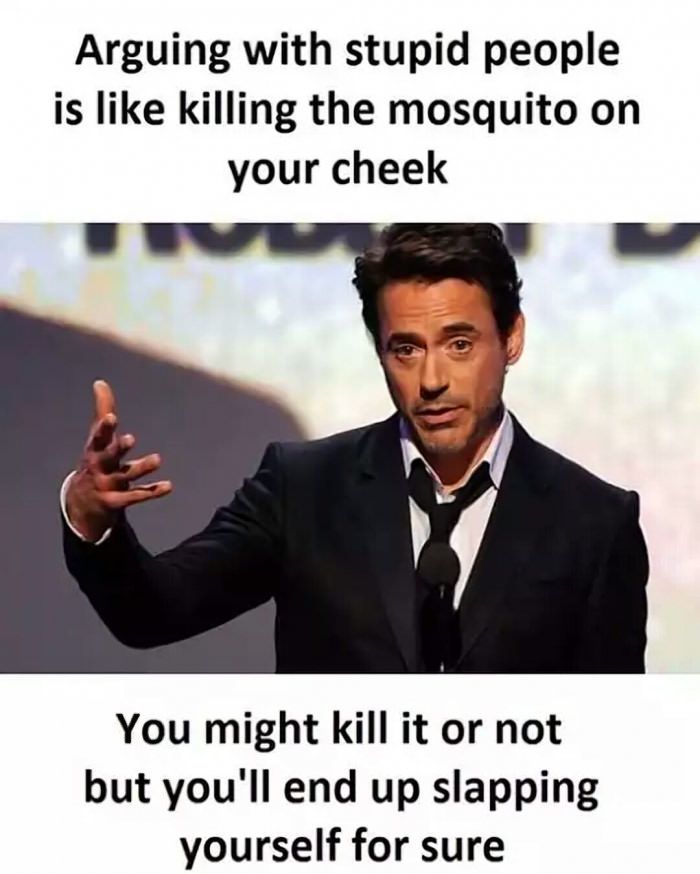 Arguing with stupid people
is like killing the mosquito on
your cheek
You might kill it or not
but you'll end up slapping
yourself for sure